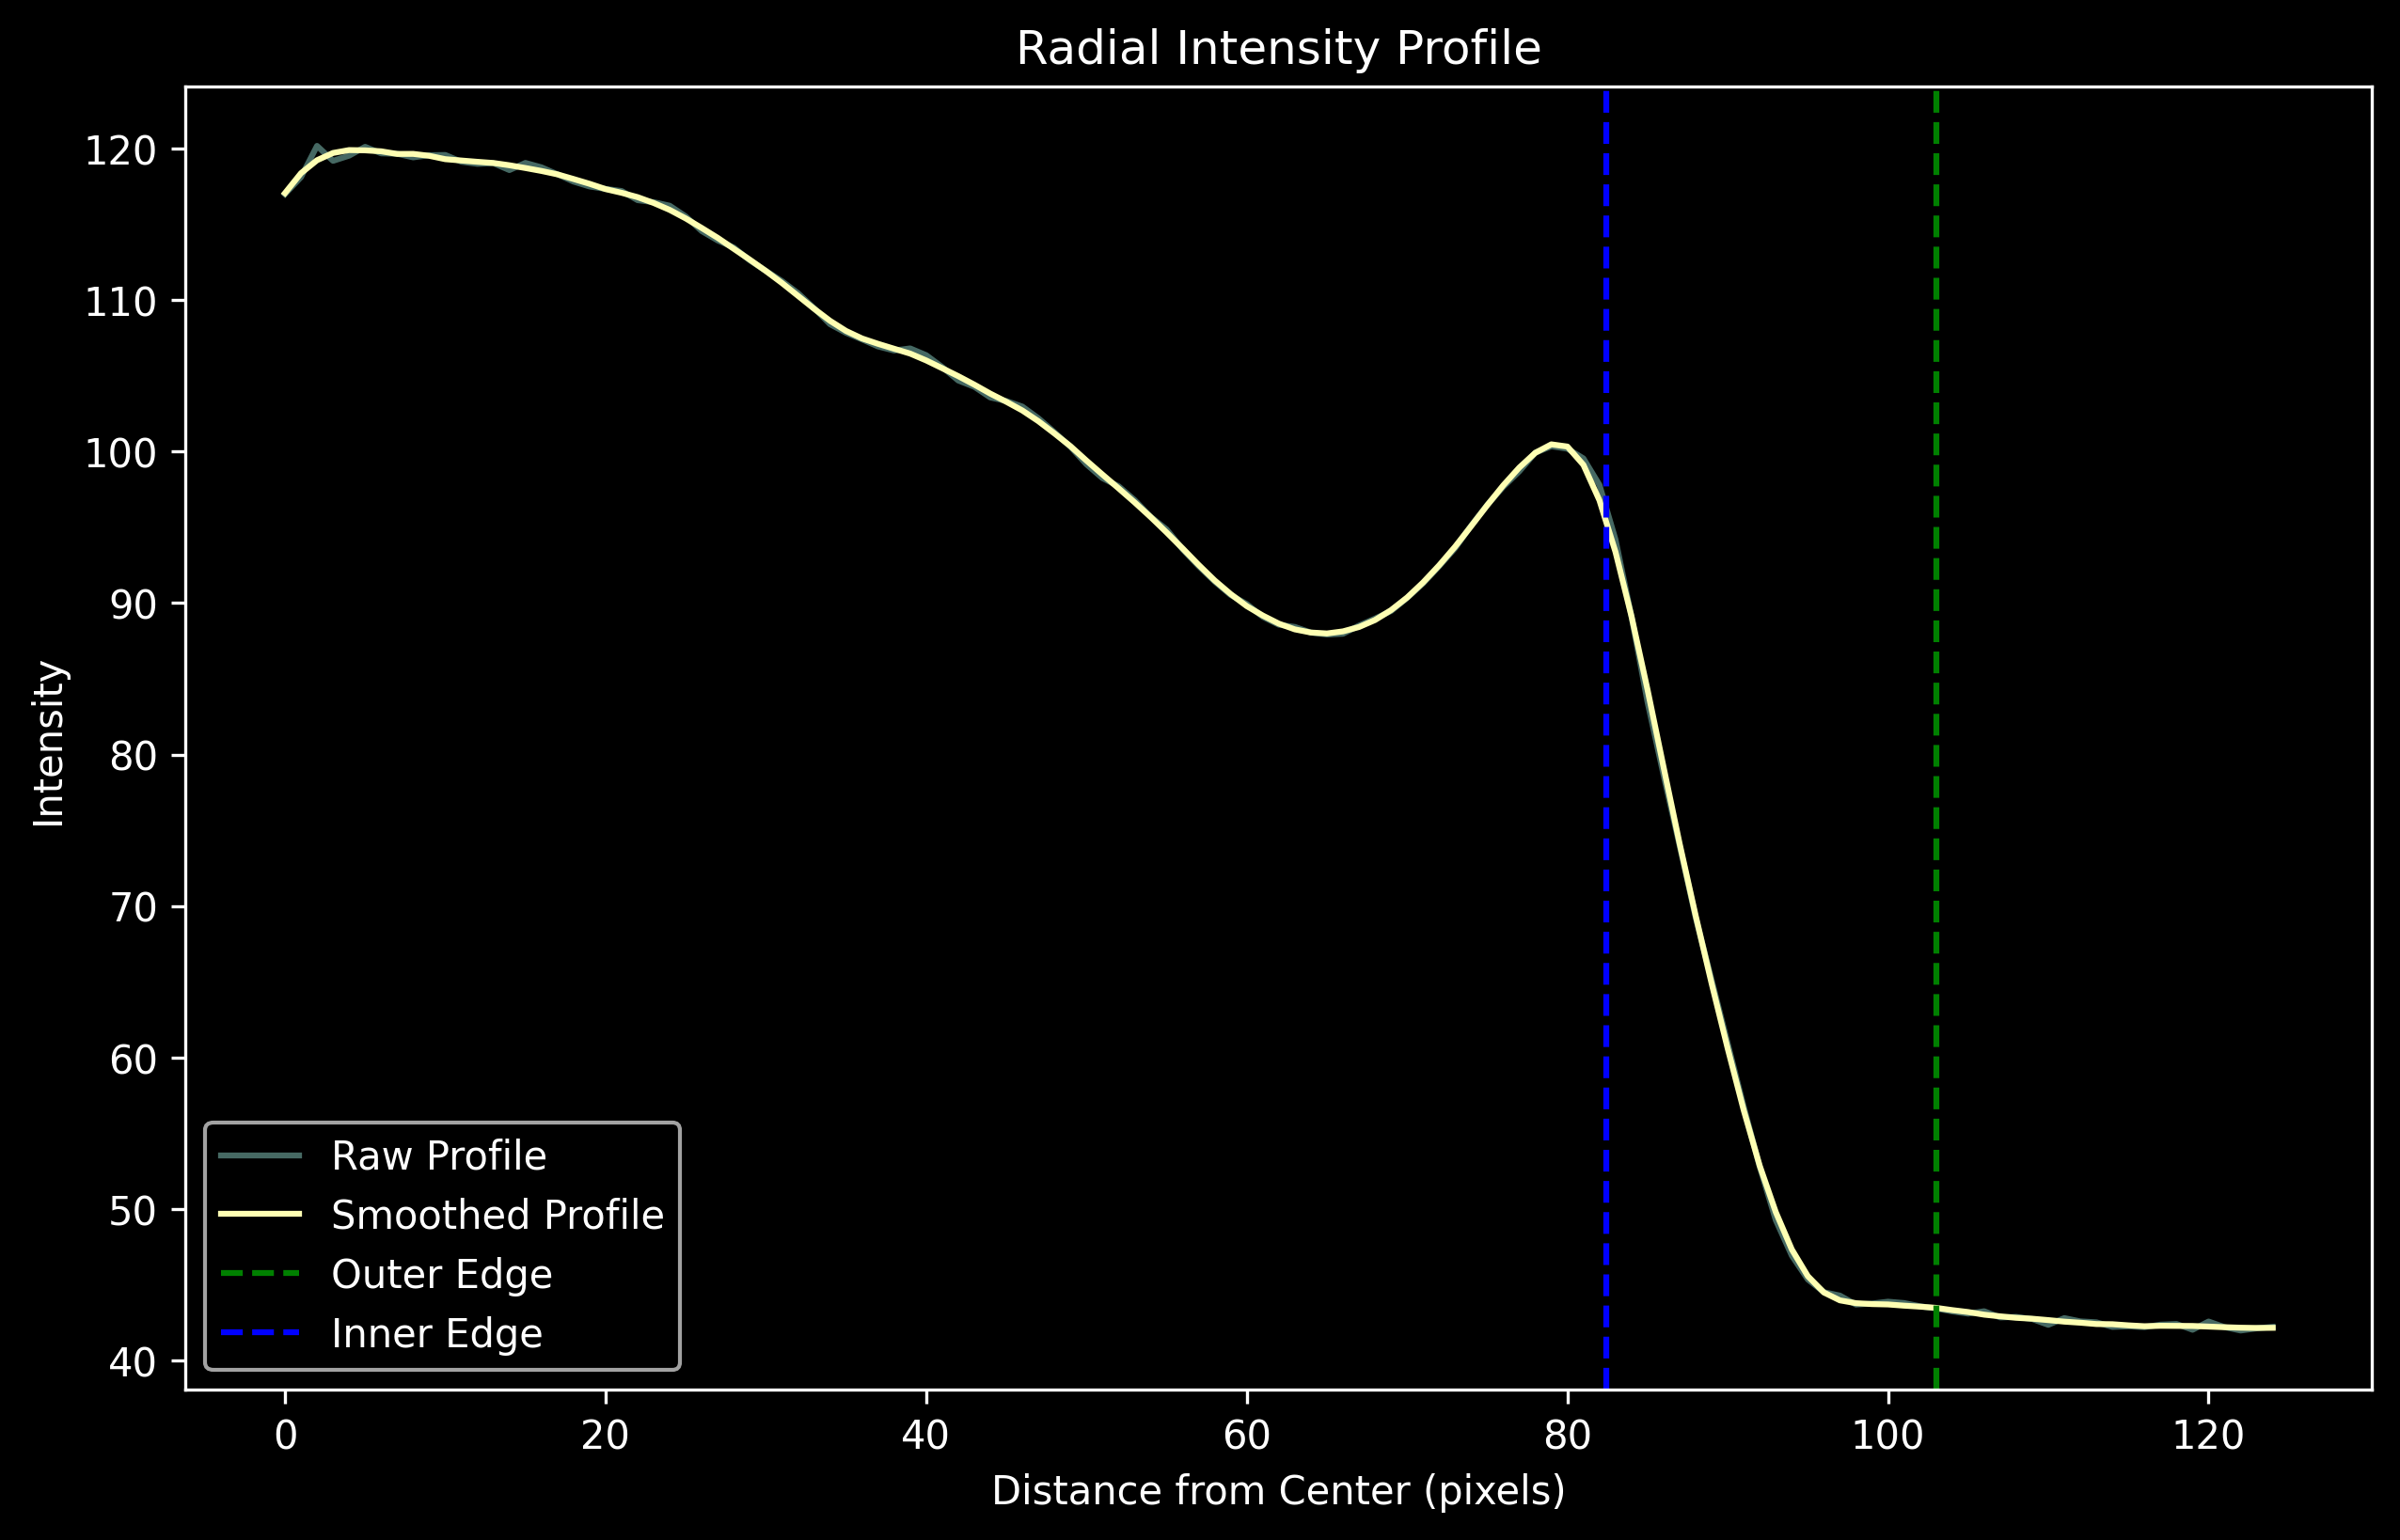 Radial Intensity Profile
120
110
100
90
80
70
60
50
40
Intensity
Raw Profile
Smoothed Profile
Outer Edge
Inner Edge
0 20 40 60 80 100 120
Distance from Center (pixels)